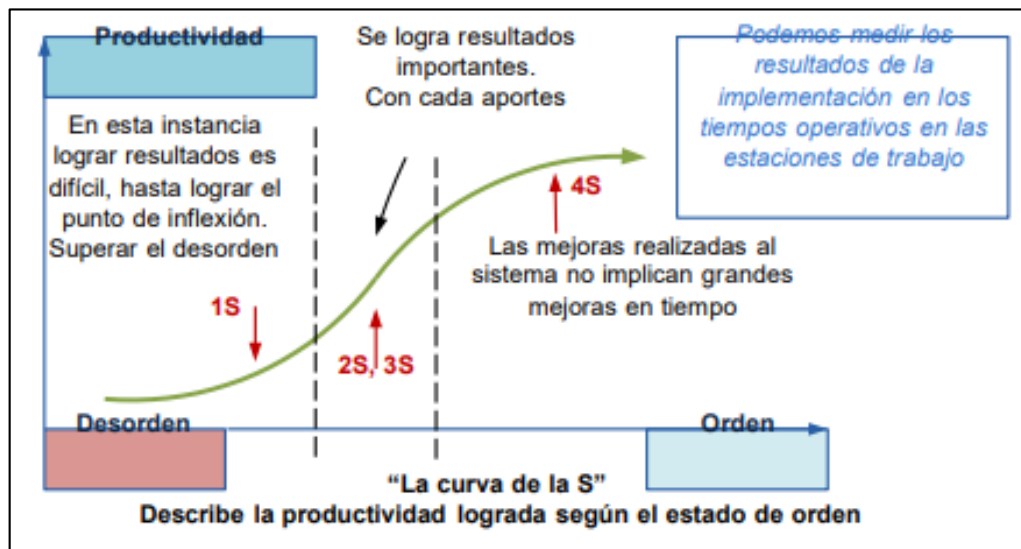 Productividad
En esta instancia
lograr resultados es
difícil, hasta lograr el
punto de inflexión.
Superar el desorden
Se logra resultados
importantes.
Con cada aportes
Podemos medir los
resultados de la
implementación en los
tiempos operativos en las
estaciones de trabajo
1S
2S, 3S
4S
Las mejoras realizadas al
sistema no implican grandes
mejoras en tiempo
Desorden
Orden
“La curva de la S”
Describe la productividad lograda según el estado de orden